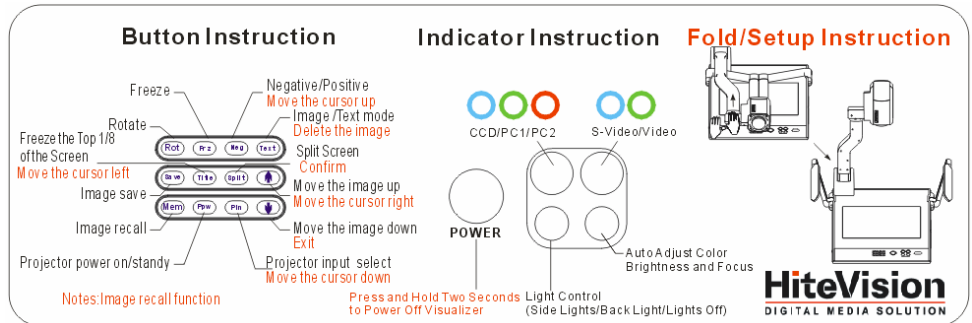 Button Instruction
Indicator Instruction
Fold/Setup Instruction
Freeze
Negative/Positive
Move the cursor up
Rotate
Image /Text mode
Delete the image
Freeze the Top 1/8
of the Screen
Move the cursor left
Rot Frz Neg Text
Split Screen
Confirm
Save Title Split
Image save
Move the image up
Move the cursor right
Mem Ppw Pin
Image recall
Move the image down
Exit
Projector power on/standy
Projector input select
Move the cursor down
Notes:Image recall function
CCD/PC1/PC2
S-Video/Video
POWER
Auto Adjust Color
Brightness and Focus
Press and Hold Two Seconds
to Power Off Visualizer
Light Control
(Side Lights/Back Light/Lights Off)
HiteVision
DIGITAL MEDIA SOLUTION